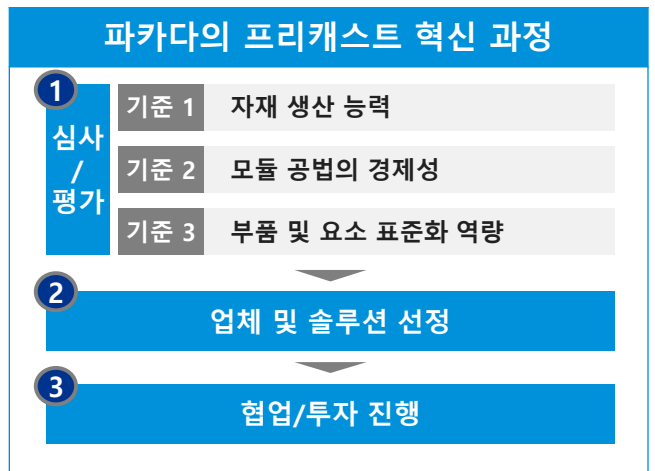 파카다의 프리캐스트 혁신 과정
1
심사
/
평가
기준 1 자재 생산 능력
기준 2 모듈 공법의 경제성
기준 3 부품 및 요소 표준화 역량
2
업체 및 솔루션 선정
3
협업/투자 진행